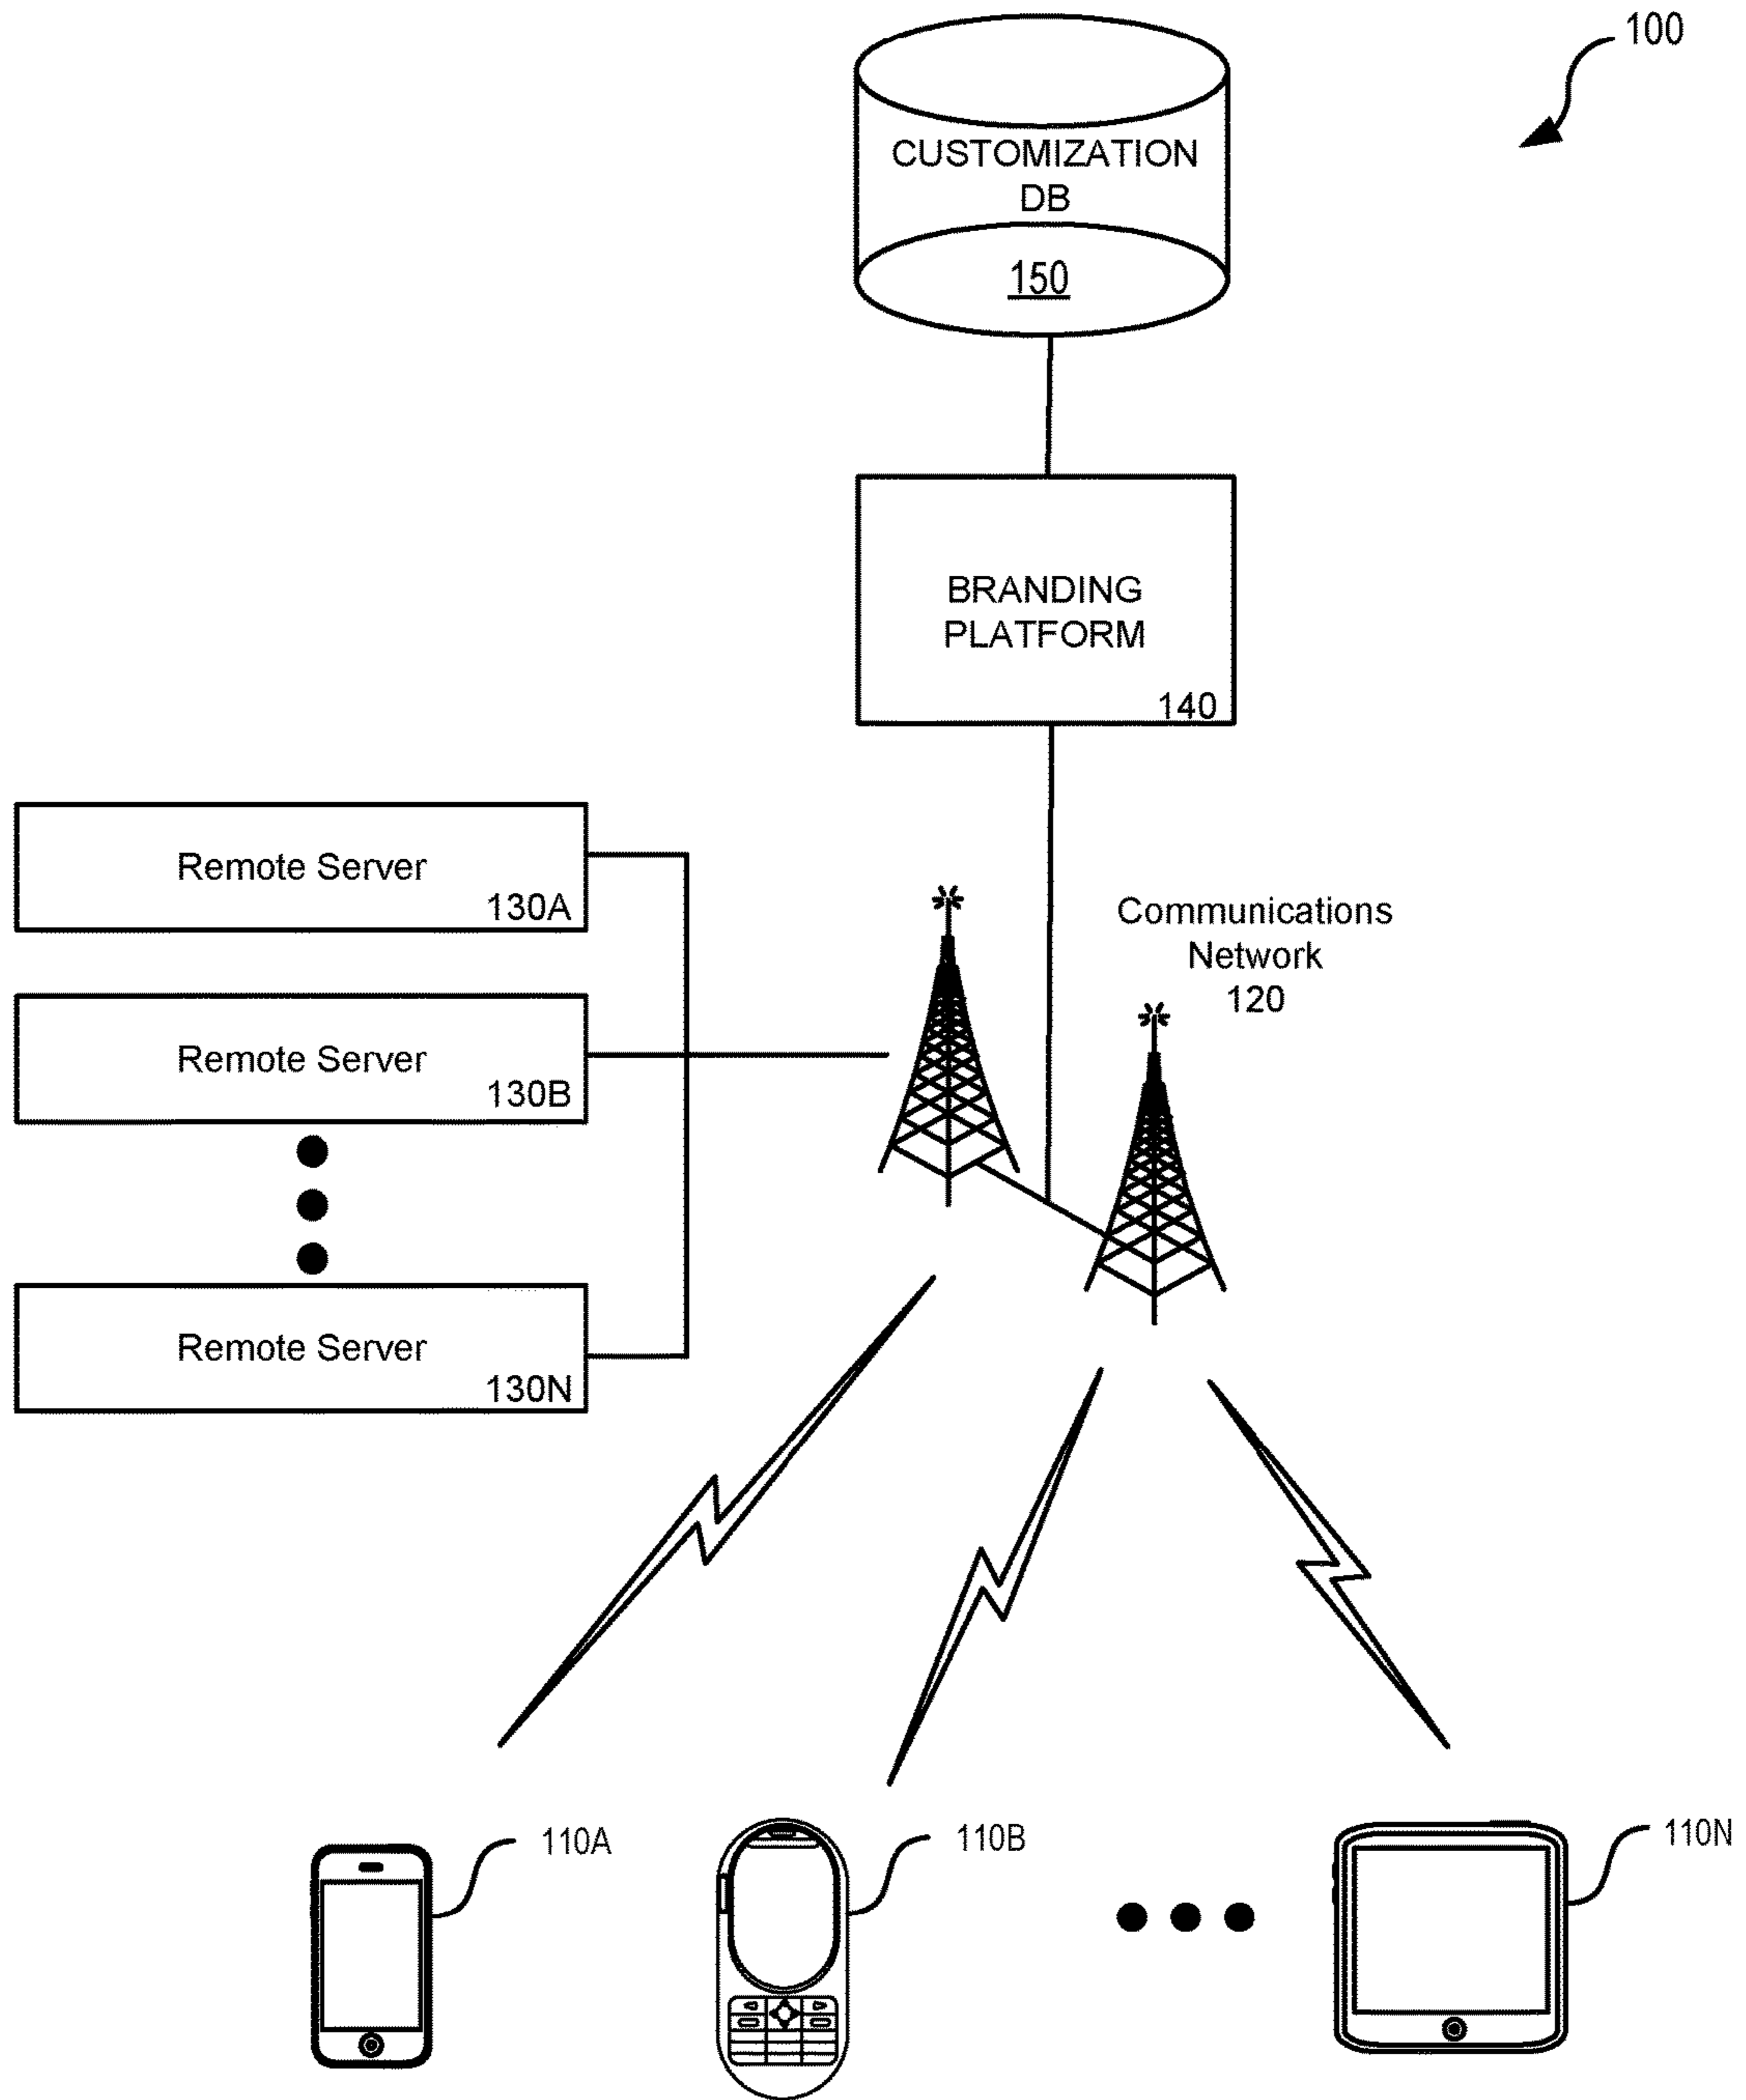 100
CUSTOMIZATION
DB
150
BRANDING
PLATFORM
140
Remote Server
130A
Communications
Network
120
Remote Server
130B
Remote Server
130N
110A
110B
110N